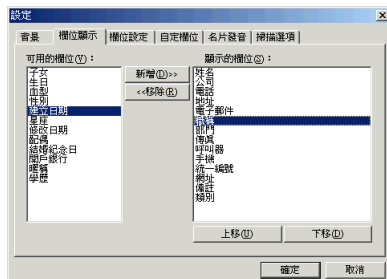 設定
背景 欄位顯示 欄位設定 自定欄位 名片發音 掃描選項
可用的欄位(V)：
子女
生日
血型
性別
建立日期
星座
修改日期
配偶
結婚紀念日
開戶銀行
暱稱
學歷
新增(D)>>
<<移除(R)
顯示的欄位(S)：
姓名
公司
電話
地址
電子郵件
職稱
部門
傳真
呼叫器
手機
統一編號
網址
備註
類別
上移(U) 下移(D)
確定 取消